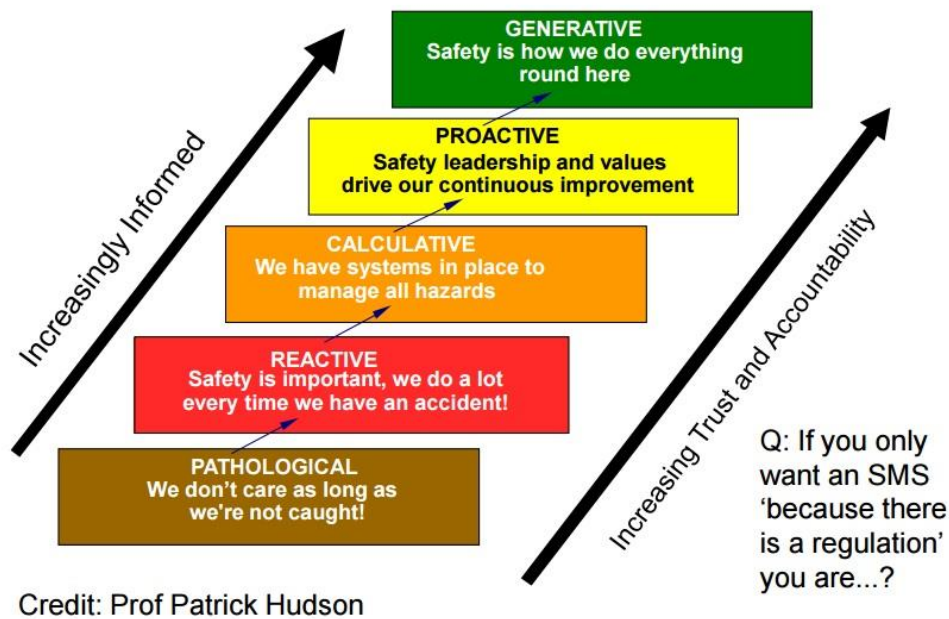 GENERATIVE
Safety is how we do everything
round here
PROACTIVE
Safety leadership and values
drive our continuous improvement
CALCULATIVE
We have systems in place to
manage all hazards
REACTIVE
Safety is important, we do a lot
every time we have an accident!
PATHOLOGICAL
We don’t care as long as
we're not caught!
Increasingly Informed
Increasing Trust and Accountability
Q: If you only
want an SMS
‘because there
is a regulation’
you are...?
Credit: Prof Patrick Hudson